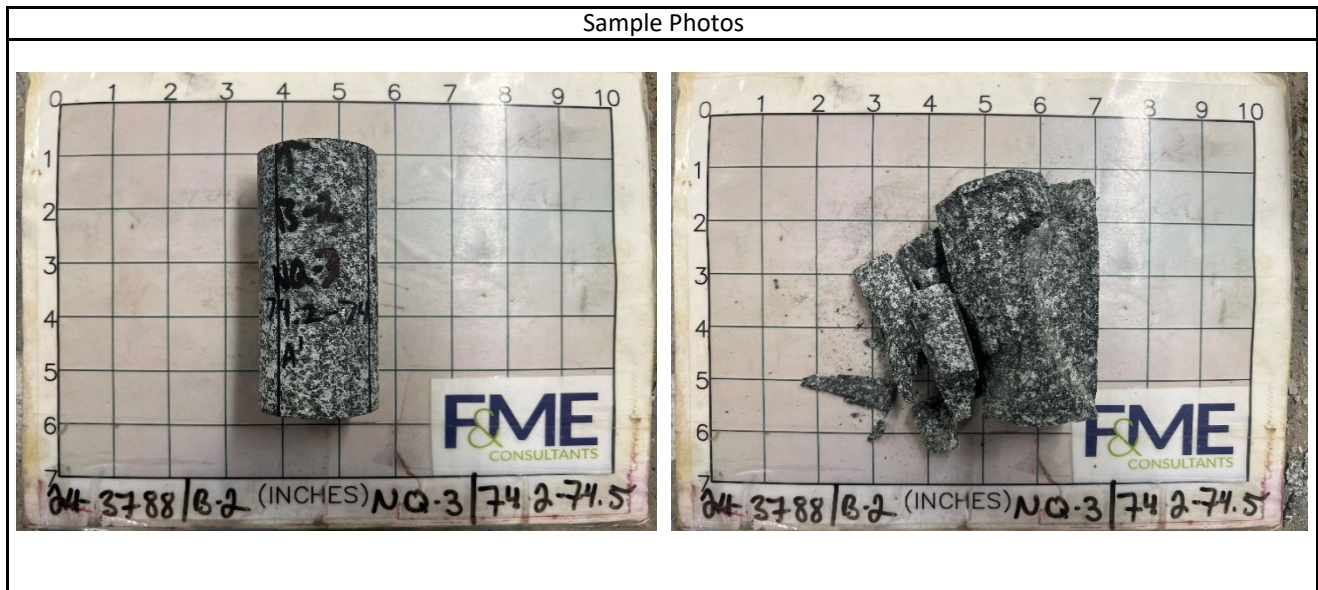 Sample Photos
0 1 2 3 4 5 6 7 8 9 10
1
2
3
4
5
6
7
T
B-2
NQ-3
74.2-74
A'
F&ME
CONSULTANTS
24-3788/B-2 (INCHES) NQ-3/74.2-74.5
0 1 2 3 4 5 6 7 8 9 10
1
2
3
4
5
6
7
F&ME
CONSULTANTS
24-3788/B-2 (INCHES) NQ-3/74.2-74.5